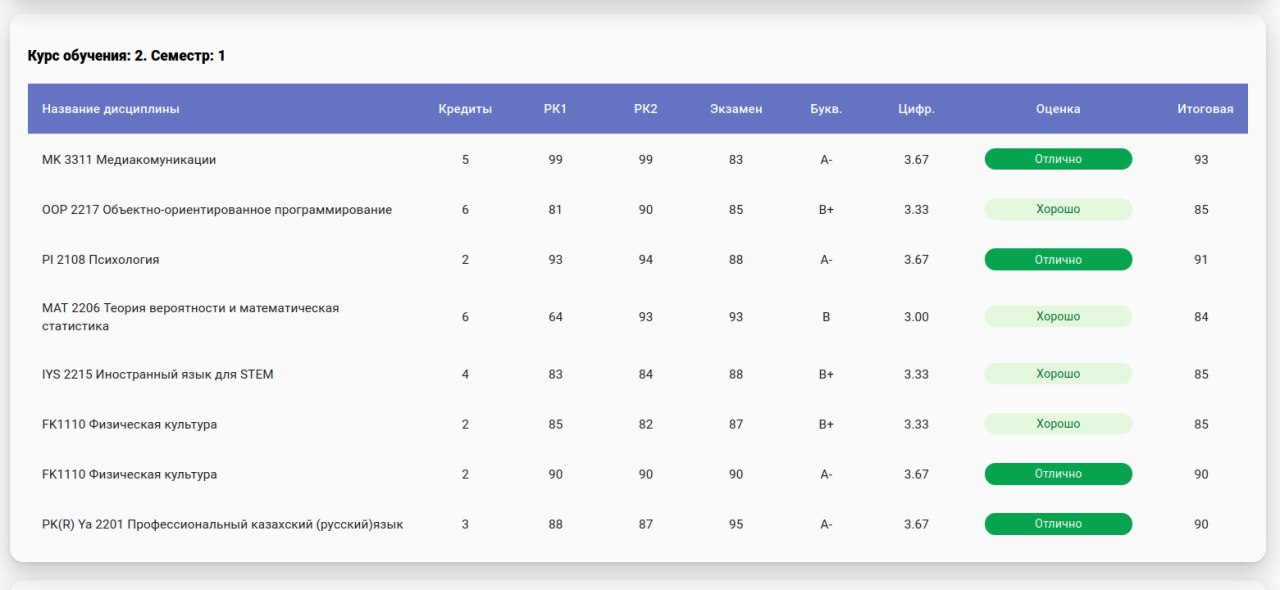 Курс обучения: 2. Семестр: 1
Название дисциплины Кредиты РК1 РК2 Экзамен Букв. Цифр. Оценка Итоговая
MK 3311 Медиакоммуникации 5 99 99 83 A- 3.67 Отлично 93
OOP 2217 Объектно-ориентированное программирование 6 81 90 85 B+ 3.33 Хорошо 85
PI 2108 Психология 2 93 94 88 A- 3.67 Отлично 91
MAT 2206 Теория вероятности и математическая
статистика 6 64 93 93 B 3.00 Хорошо 84
IYS 2215 Иностранный язык для STEM 4 83 84 88 B+ 3.33 Хорошо 85
FK1110 Физическая культура 2 85 82 87 B+ 3.33 Хорошо 85
FK1110 Физическая культура 2 90 90 90 A- 3.67 Отлично 90
PK(R) Ya 2201 Профессиональный казахский (русский)язык 3 88 87 95 A- 3.67 Отлично 90